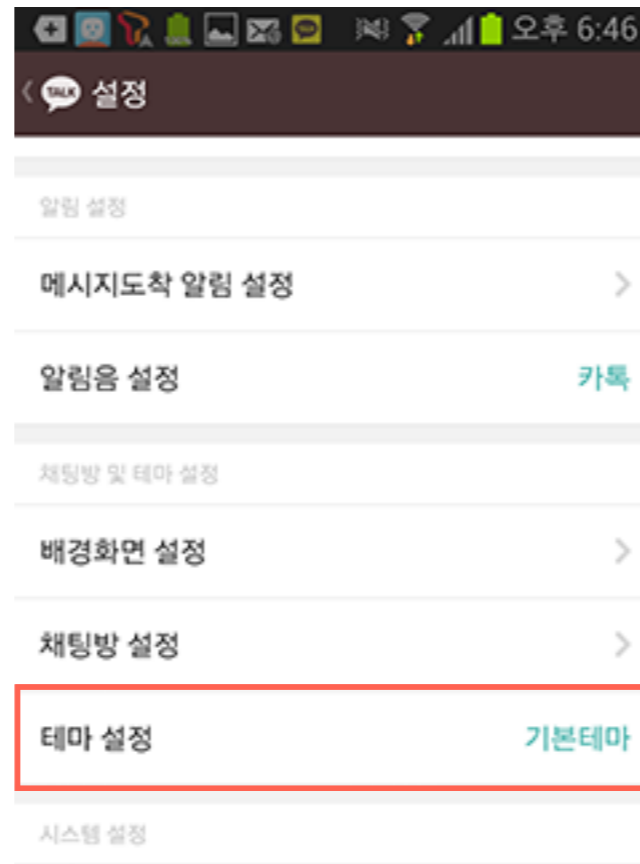 오후 6:46
TALK 설정
알림 설정
메시지도착 알림 설정
알림음 설정 카톡
채팅방 및 테마 설정
배경화면 설정
채팅방 설정
테마 설정 기본테마
시스템 설정